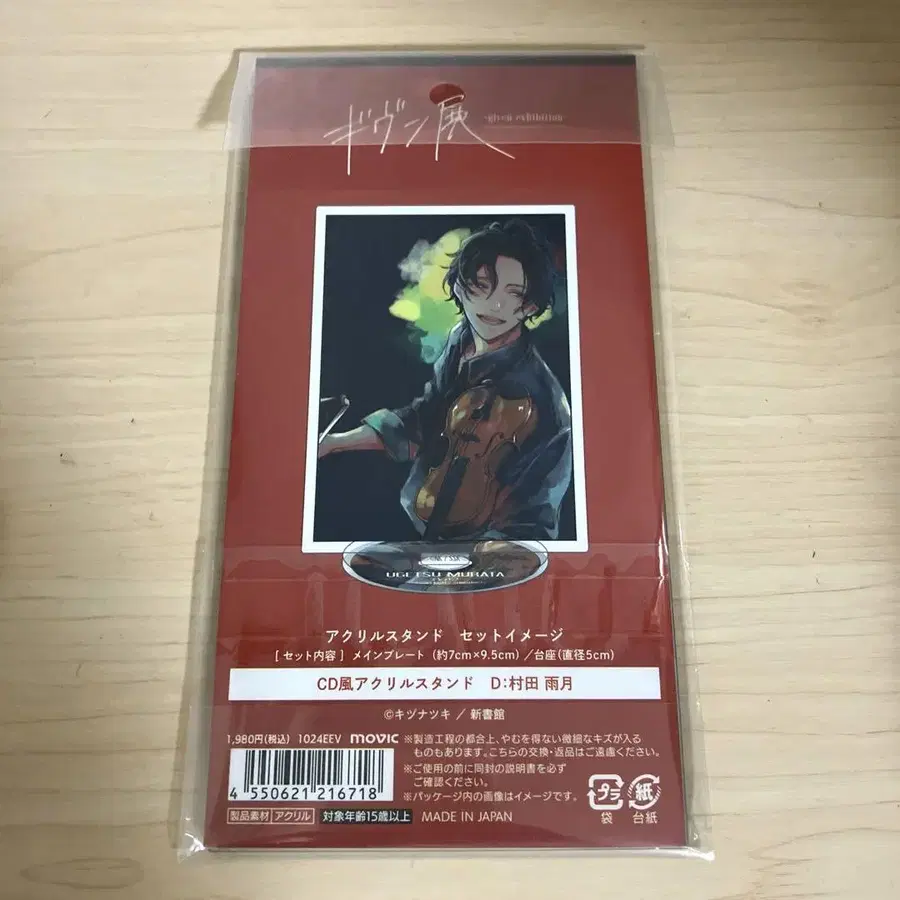 ギヴン展
-given exhibition-
UGETSU MURATA
アクリルスタンド　セットイメージ
[ セット内容 ] メインプレート (約7cm×9.5cm) ／台座(直径5cm)
CD風アクリルスタンド　D:村田 雨月
©キヅナツキ / 新書館
1,980円(税込) 1024EEV movic
4 550621 216718
※製造工程の都合上、やむを得ない微細なキズが入る
ものもあります。こちらの交換・返品はご遠慮ください。
※ご使用の前に同封の説明書を必ず
ご確認ください。
※パッケージ内の画像はイメージです。
プラ 紙
袋 台紙
製品素材 アクリル 対象年齢15歳以上 MADE IN JAPAN